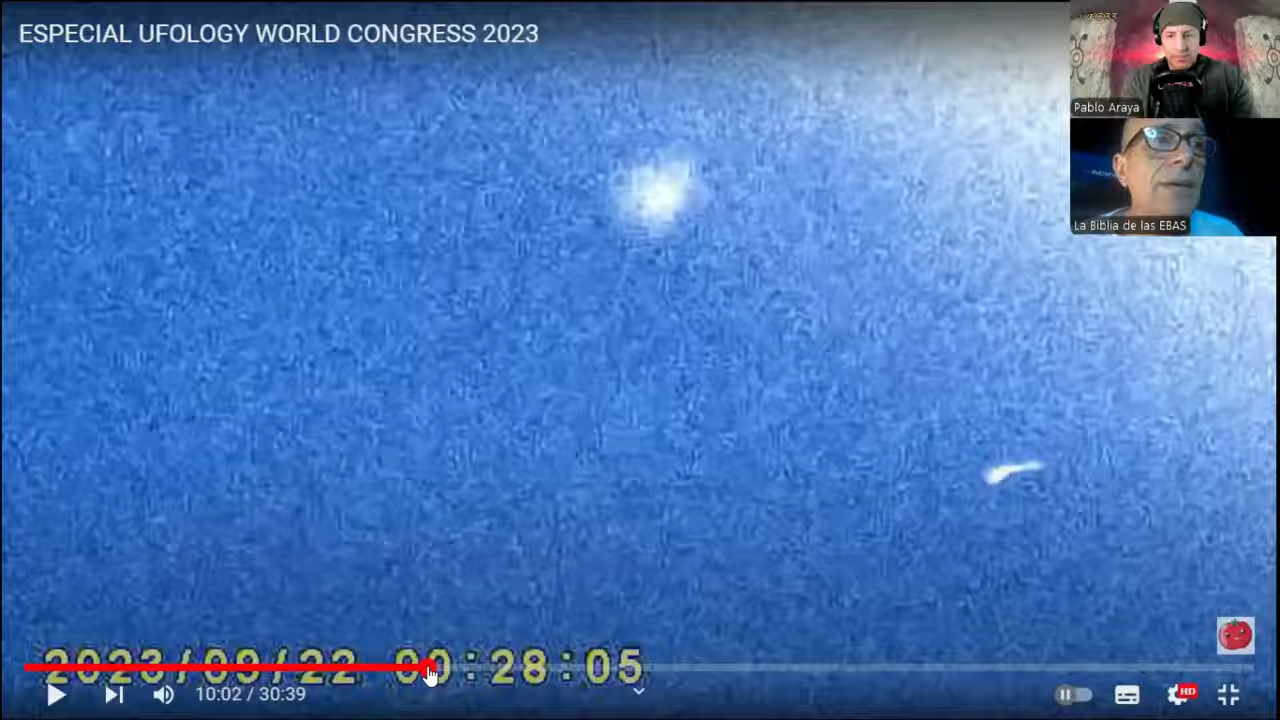 ESPECIAL UFOLOGY WORLD CONGRESS 2023
Pablo Araya
La Biblia de las EBAS
2023/09/22 00:28:05
10:02 / 30:39
HD